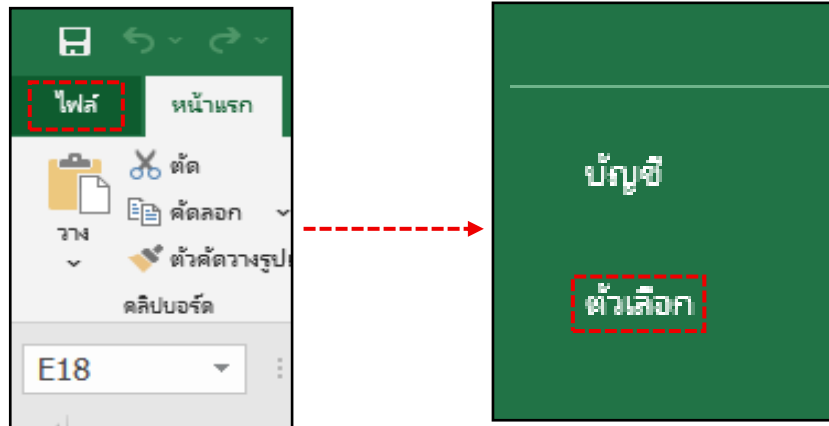 ไฟล์ หน้าแรก
ตัด
คัดลอก
วาง
ตัวคัดวางรูป
คลิปบอร์ด
E18
บัญชี
ตัวเลือก